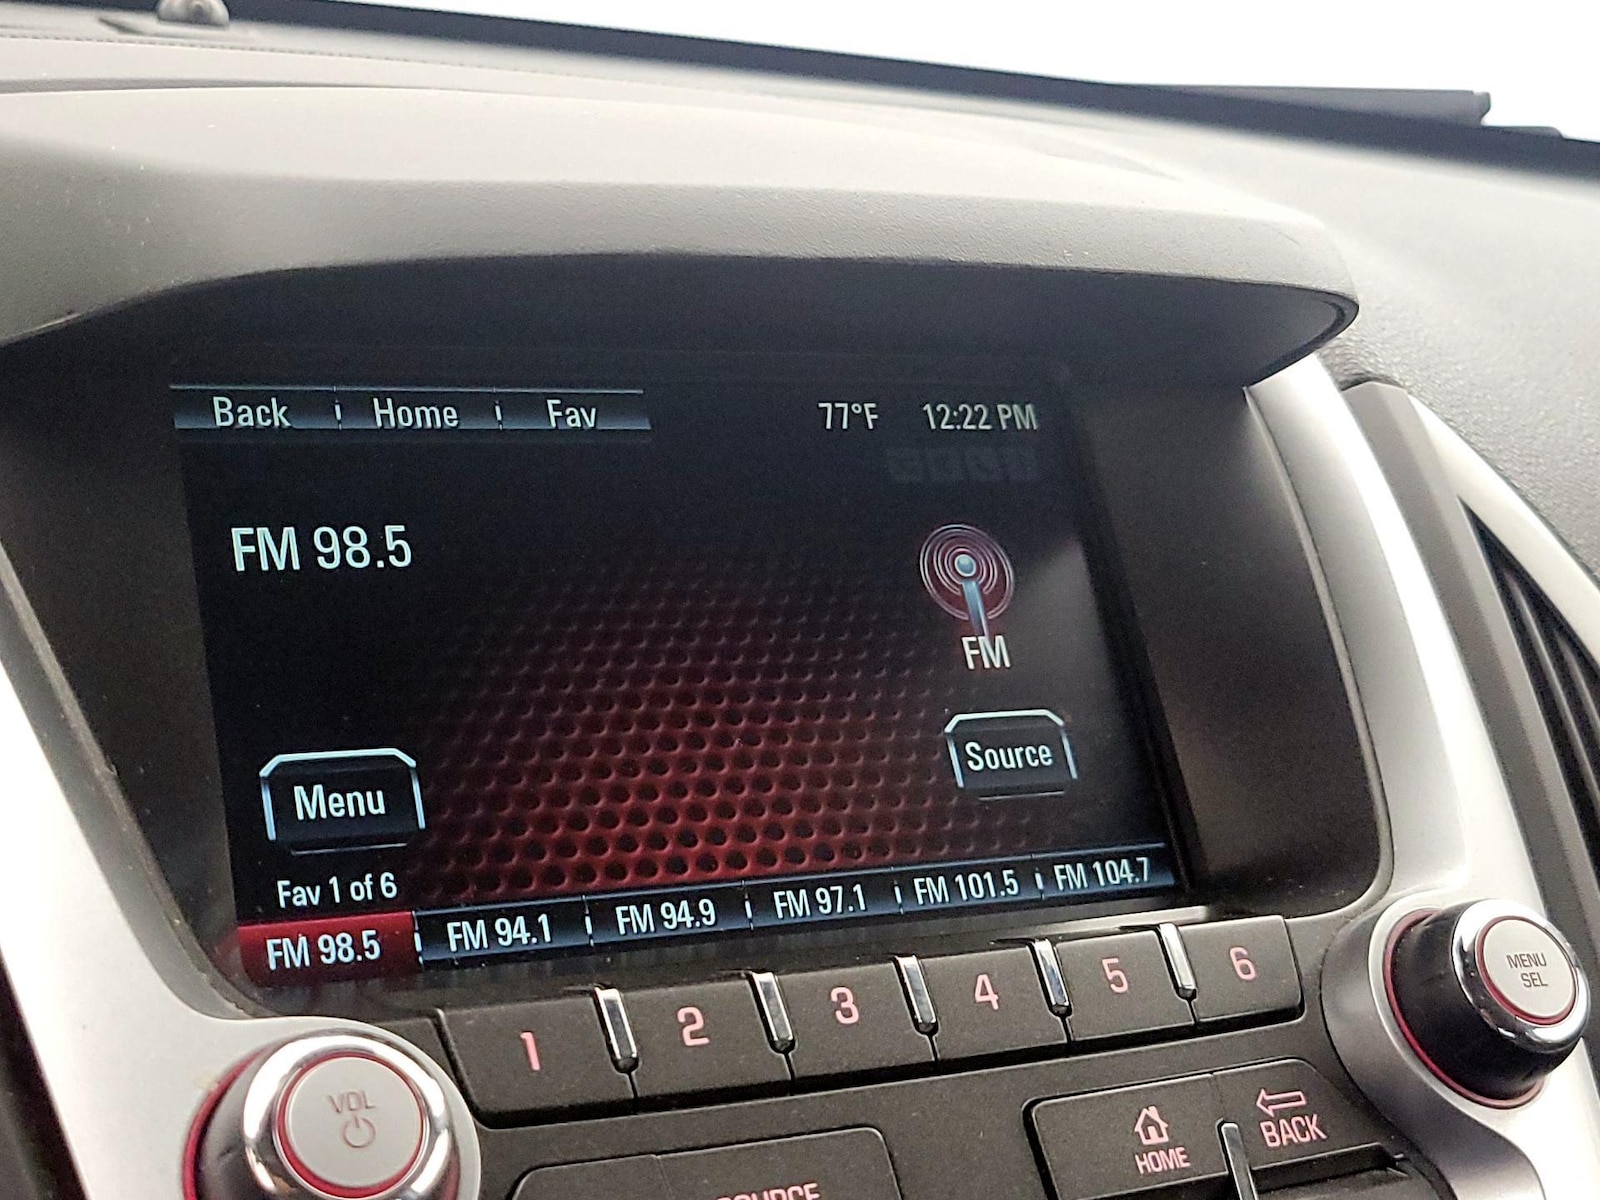 Back Home Fav 77°F 12:22 PM
FM 98.5
FM
Source
Menu
Fav 1 of 6
FM 98.5 FM 94.1 FM 94.9 FM 97.1 FM 101.5 FM 104.7
1 2 3 4 5 6
MENU
SEL
VOL
HOME
BACK
SOURCE